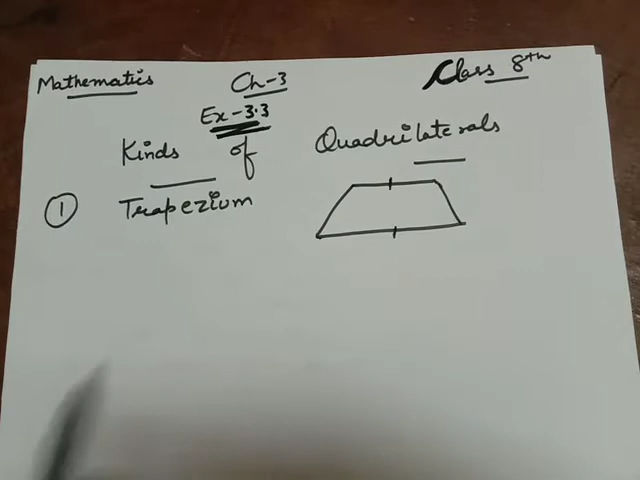 Mathematics Ch-3 Class 8th
Ex-3.3
Kinds of Quadrilaterals
1 Trapezium